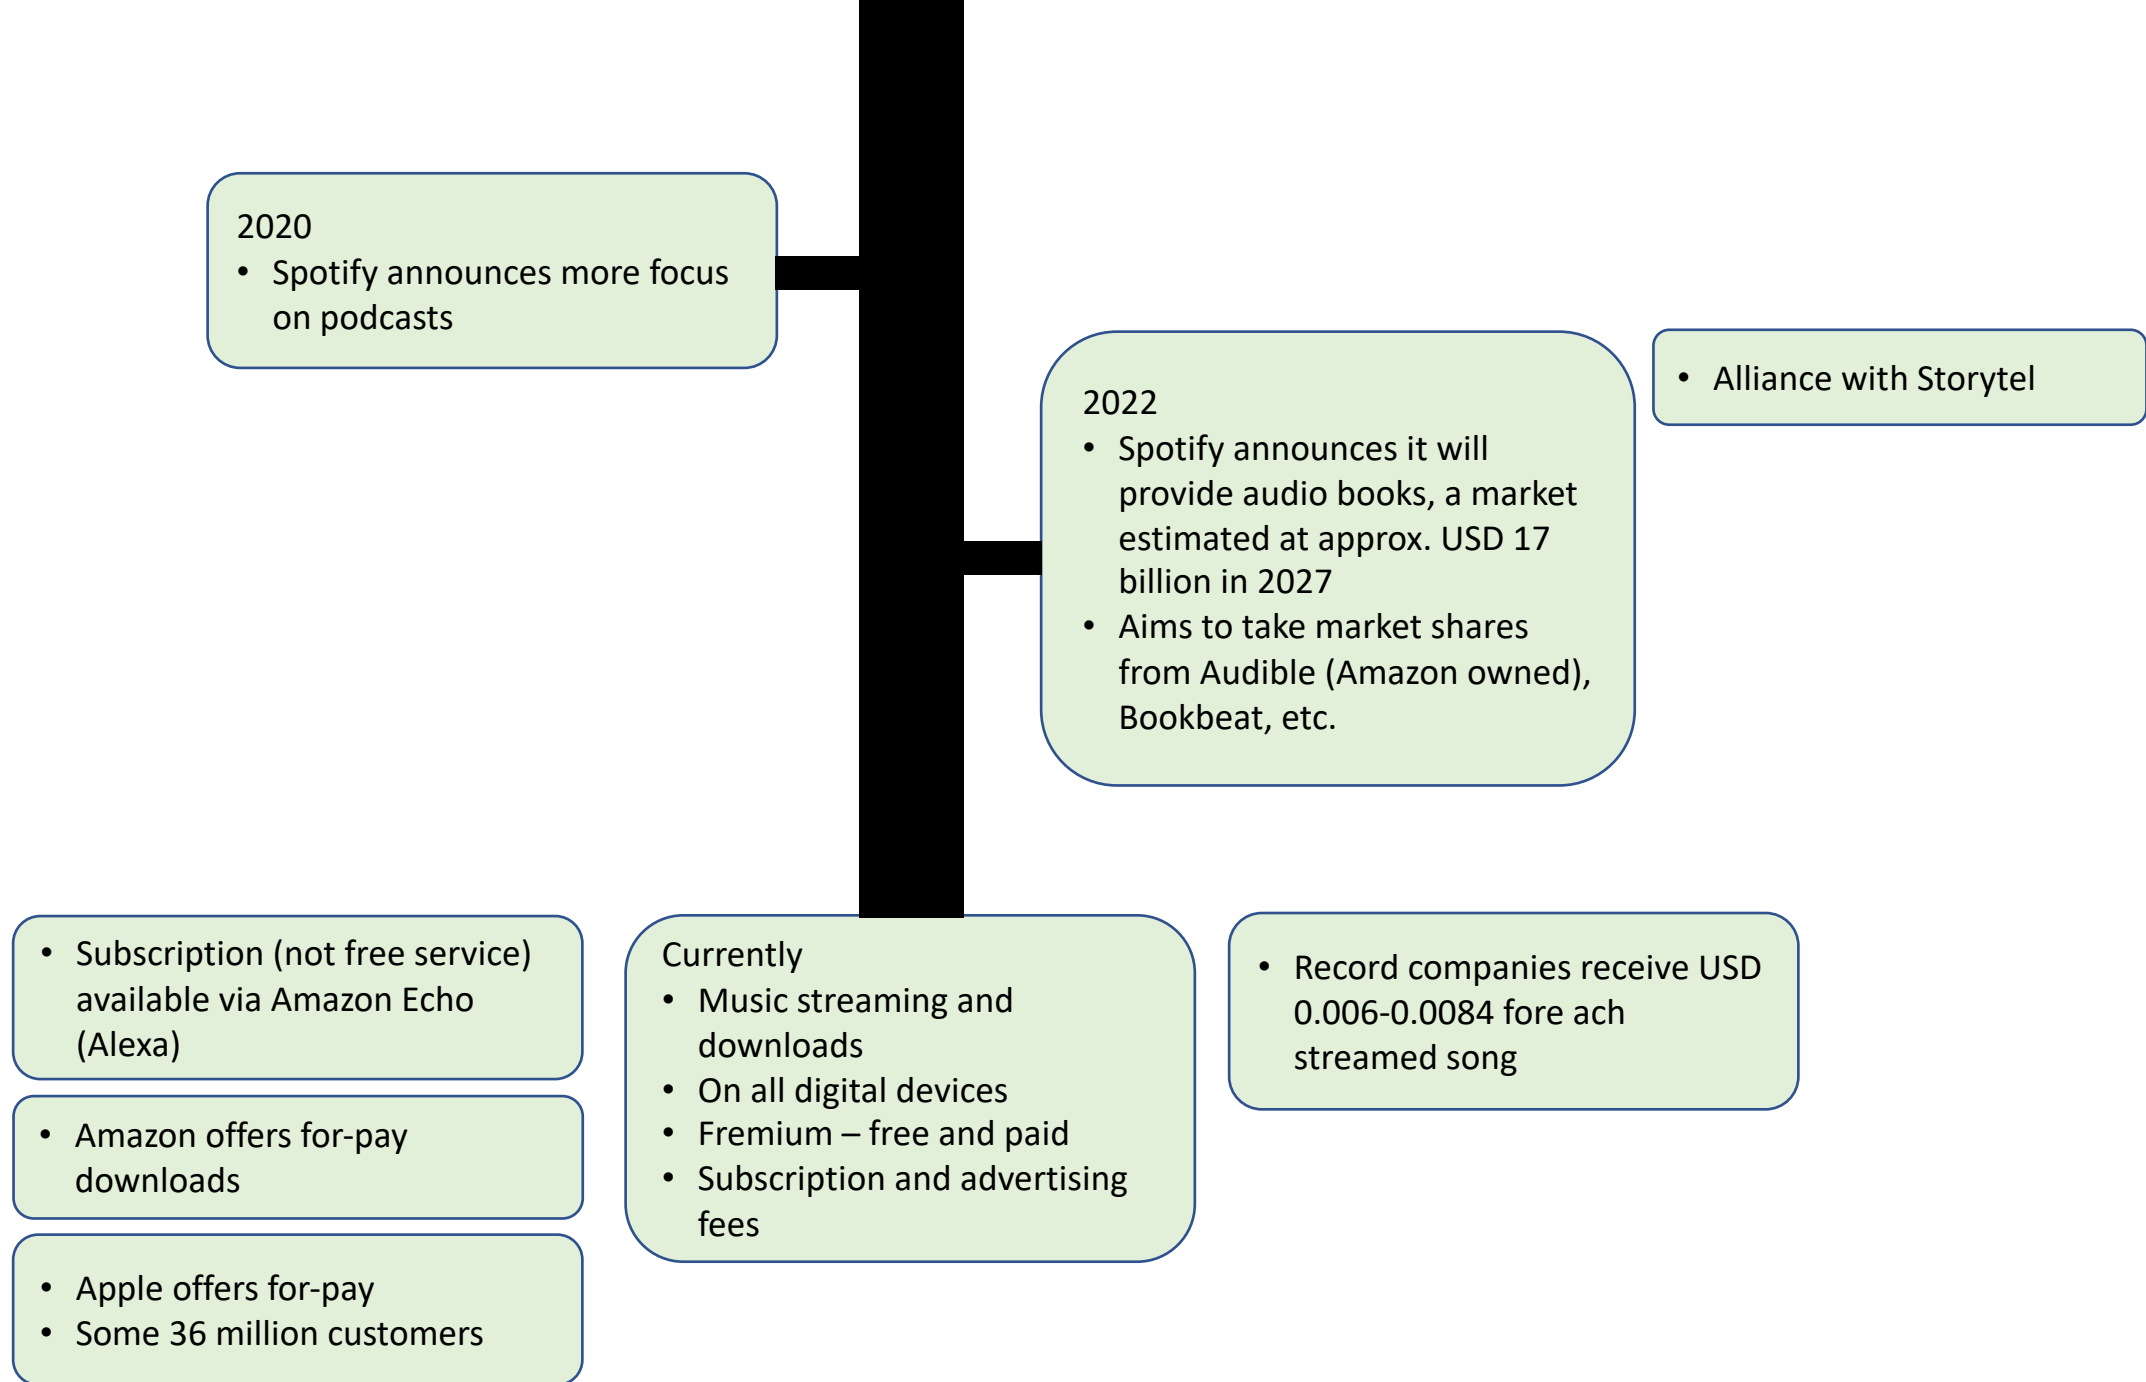 2020
• Spotify announces more focus
on podcasts
• Alliance with Storytel
2022
• Spotify announces it will
provide audio books, a market
estimated at approx. USD 17
billion in 2027
• Aims to take market shares
from Audible (Amazon owned),
Bookbeat, etc.
• Subscription (not free service)
available via Amazon Echo
(Alexa)
• Amazon offers for-pay
downloads
• Apple offers for-pay
• Some 36 million customers
Currently
• Music streaming and
downloads
• On all digital devices
• Fremium – free and paid
• Subscription and advertising
fees
• Record companies receive USD
0.006-0.0084 fore ach
streamed song